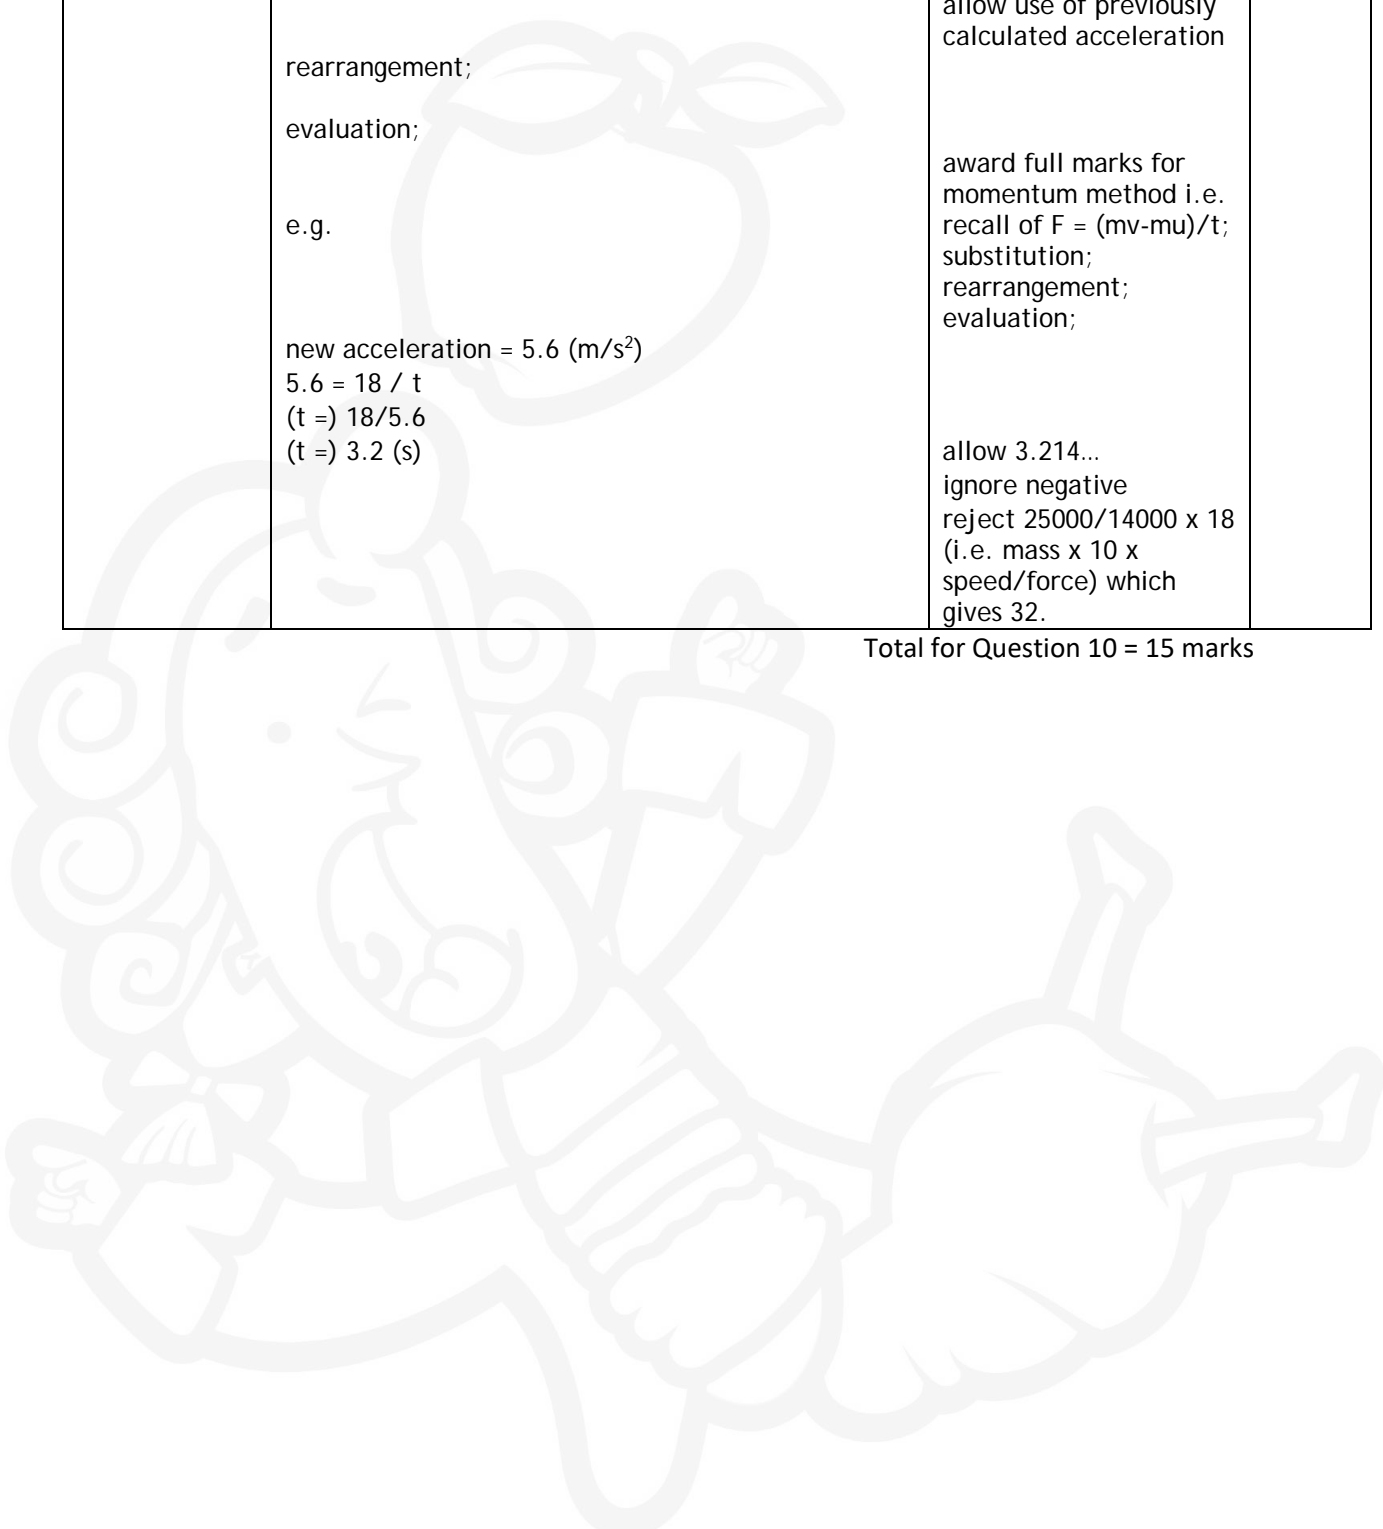 allow use of previously
calculated acceleration
rearrangement;
evaluation;
award full marks for
momentum method i.e.
e.g.
recall of F = (mv-mu)/t;
substitution;
rearrangement;
evaluation;
new acceleration = 5.6 (m/s²)
5.6 = 18 / t
(t =) 18/5.6
(t =) 3.2 (s)
allow 3.214…
ignore negative
reject 25000/14000 x 18
(i.e. mass x 10 x
speed/force) which
gives 32.
Total for Question 10 = 15 marks